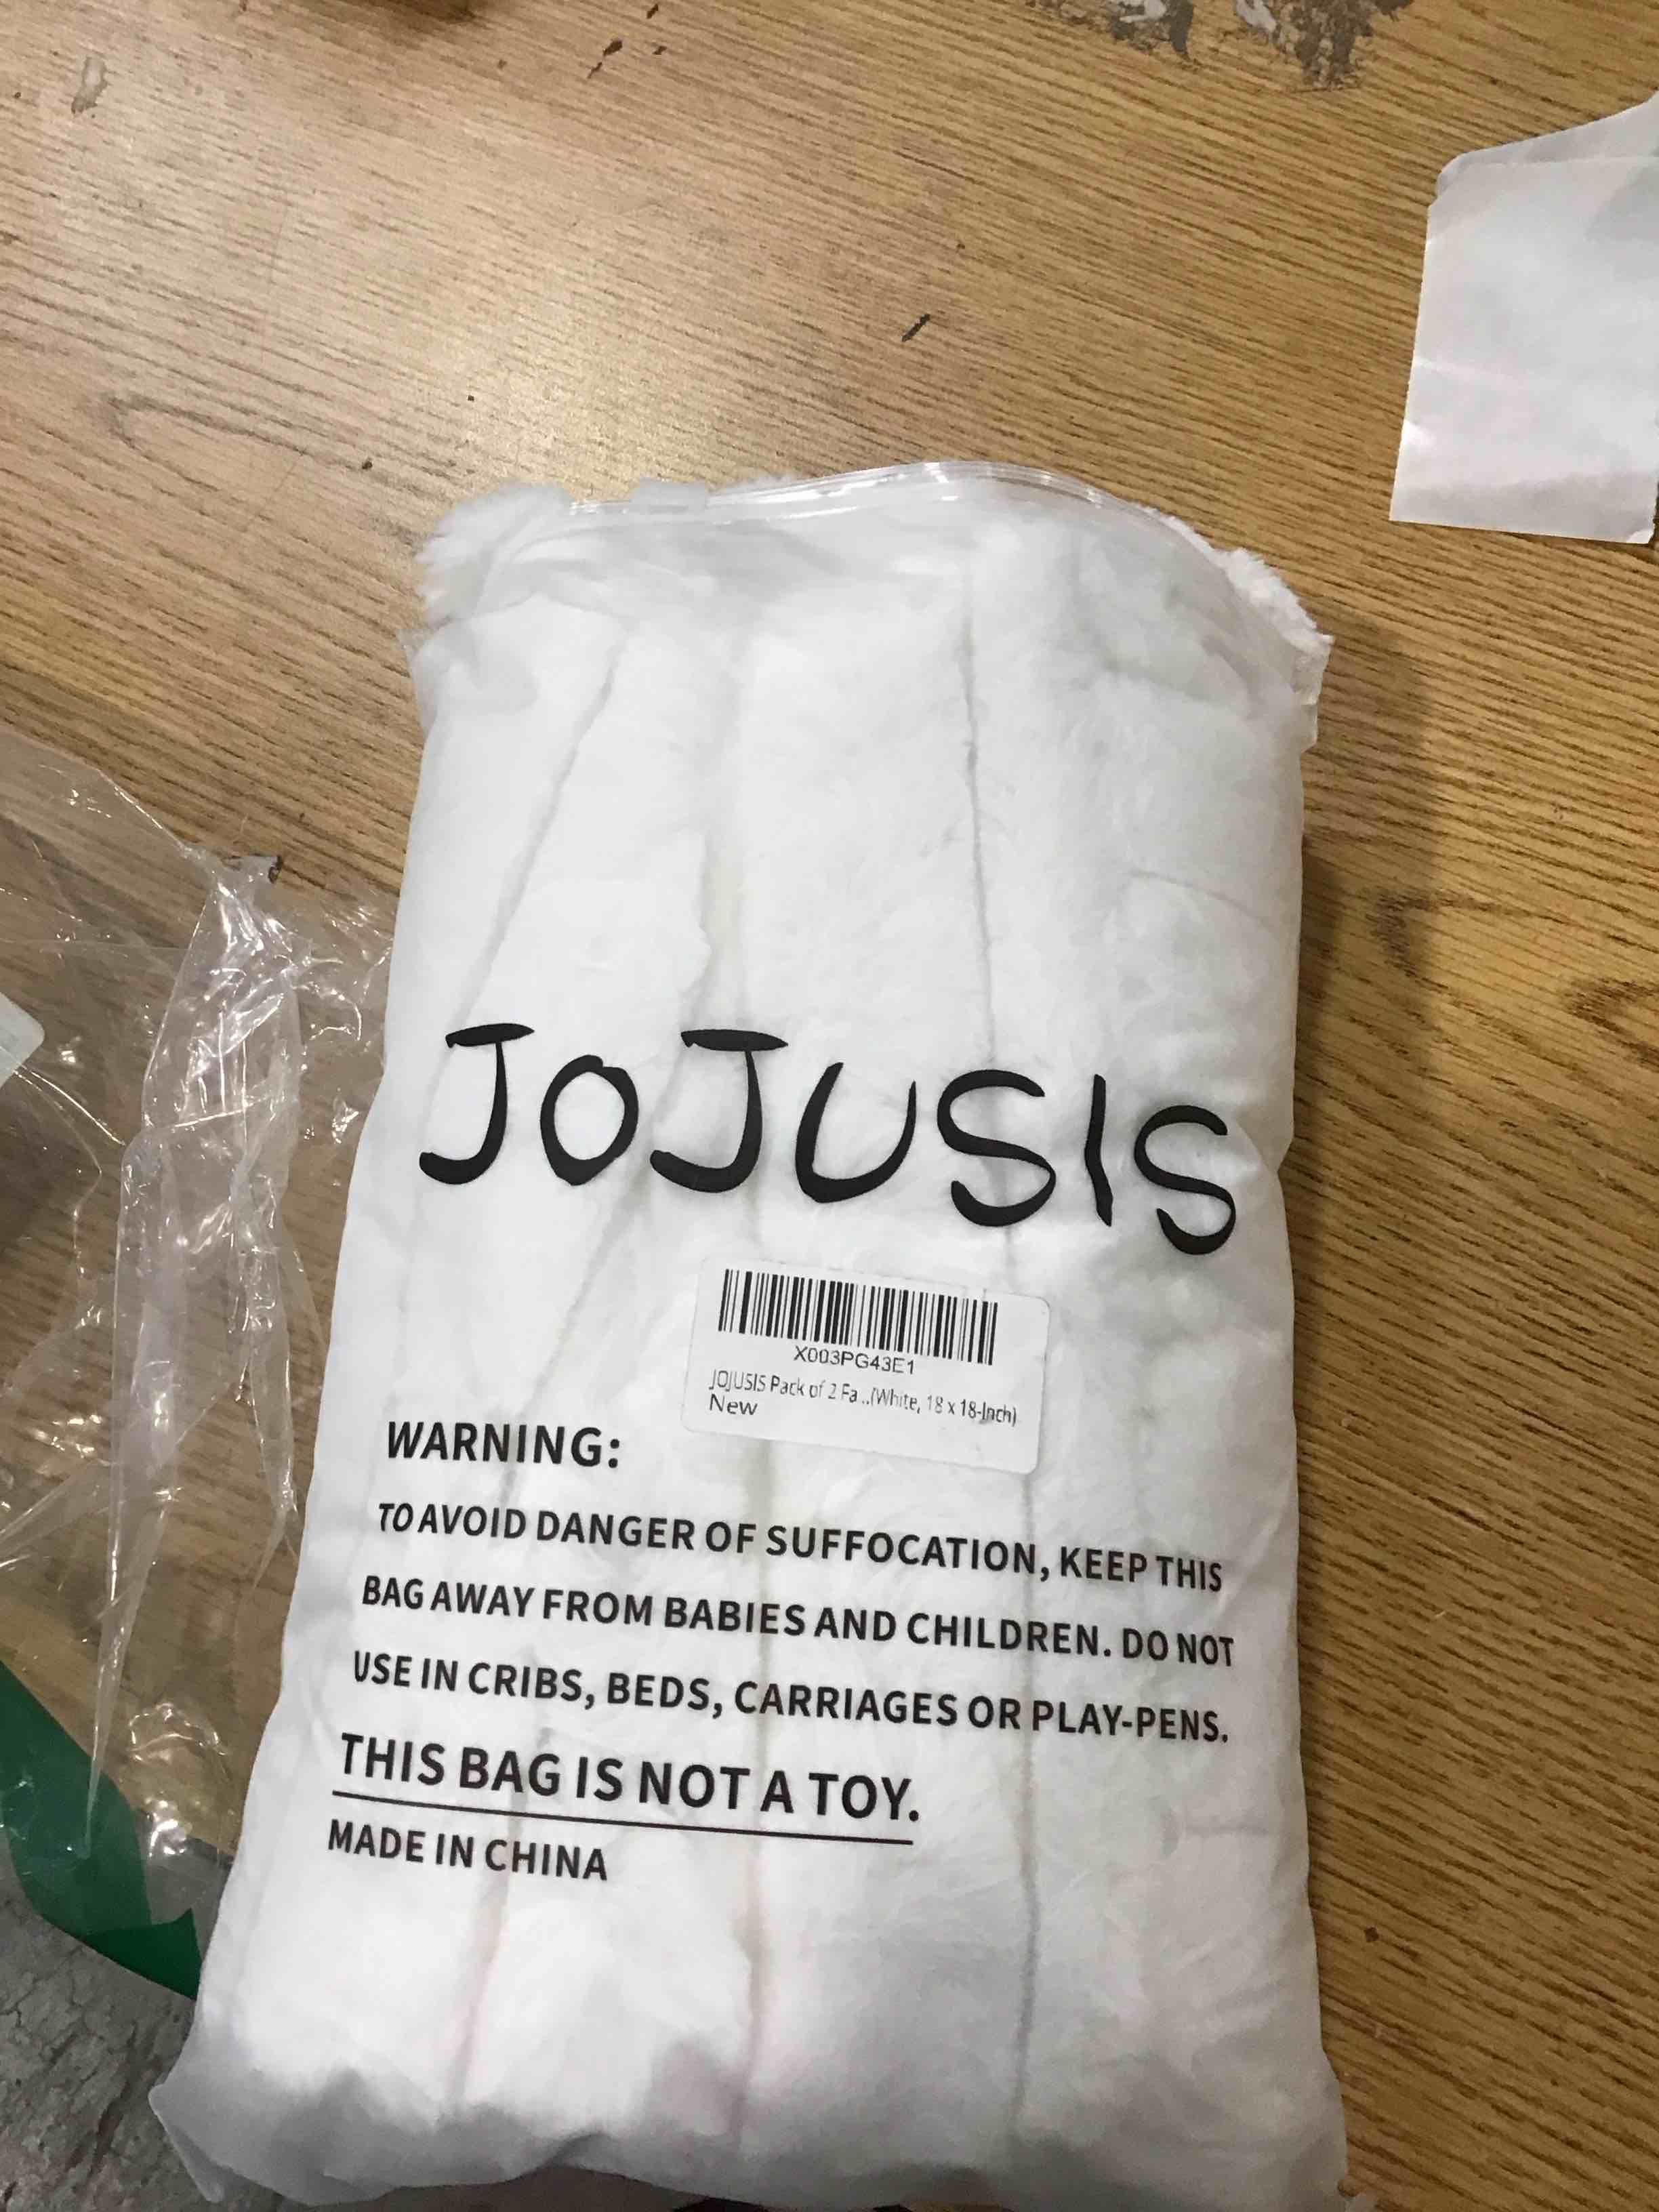 JOJUSIS
X003PG43E1
JOJUSIS Pack of 2 Fa...(White, 18 x 18-Inch)
New
WARNING:
TO AVOID DANGER OF SUFFOCATION, KEEP THIS
BAG AWAY FROM BABIES AND CHILDREN. DO NOT
USE IN CRIBS, BEDS, CARRIAGES OR PLAY-PENS.
THIS BAG IS NOT A TOY.
MADE IN CHINA